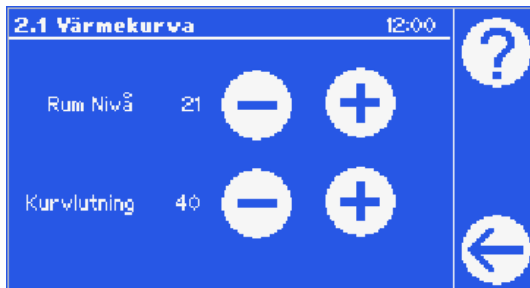 2.1 Värmekurva 12:00
Rum Nivå 21 − +
Kurvlutning 40 − +
?